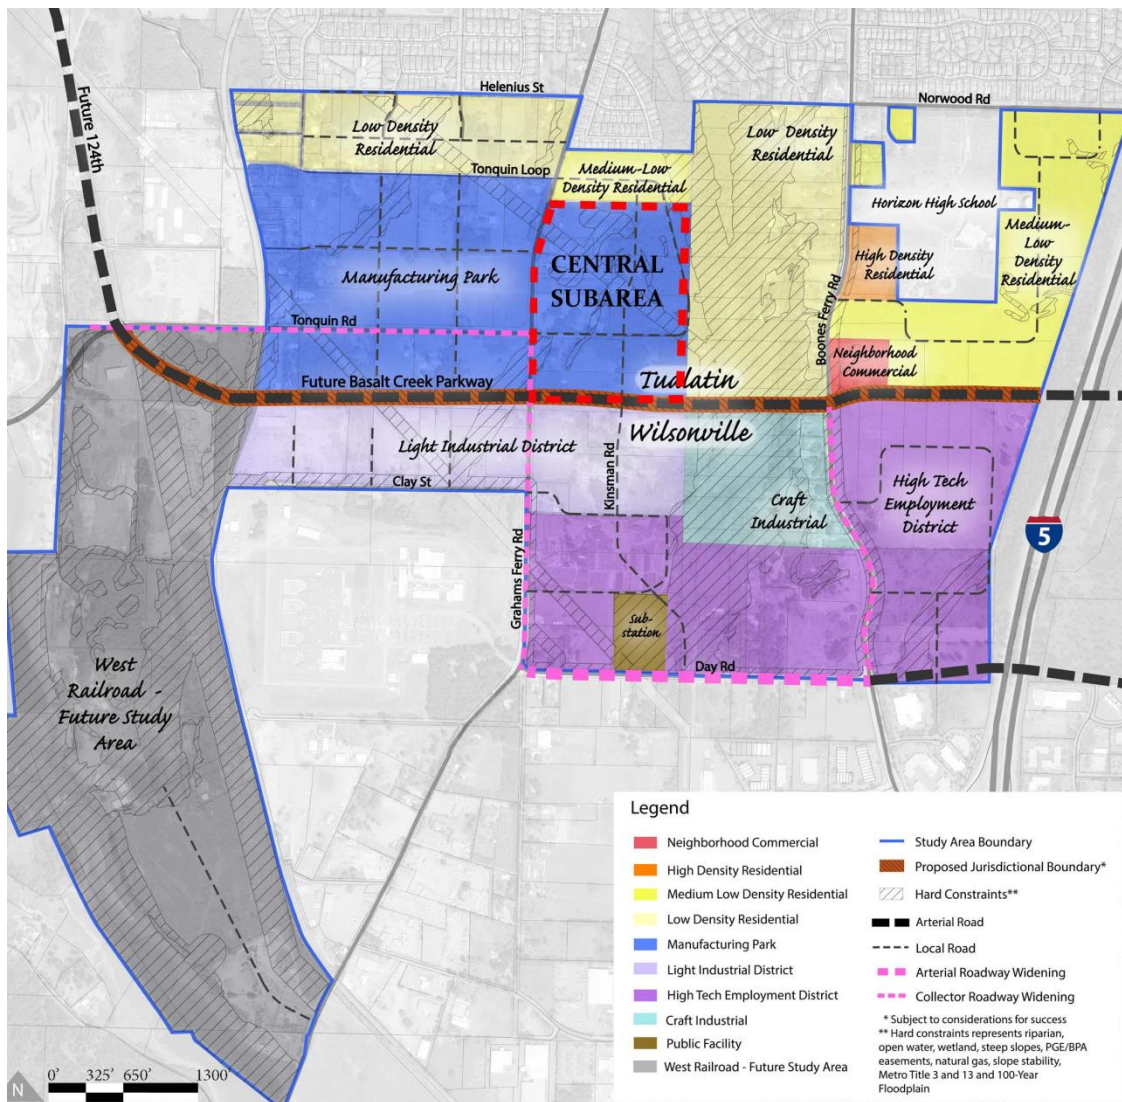 Helenius St
Norwood Rd
Future 124th
Low Density
Residential
Low Density
Residential
Tonquin Loop
Medium-Low
Density Residential
Horizon High School
Medium-
Low
Density
Residential
High Density
Residential
Manufacturing Park
CENTRAL
SUBAREA
Boones Ferry Rd
Tonquin Rd
Neighborhood
Commercial
Future Basalt Creek Parkway
Tualatin
Wilsonville
Light Industrial District
Kinsman Rd
Clay St
Craft
Industrial
High Tech
Employment
District
5
Grahams Ferry Rd
Sub-
station
Day Rd
West
Railroad -
Future Study
Area
Legend
Neighborhood Commercial
High Density Residential
Medium Low Density Residential
Low Density Residential
Manufacturing Park
Light Industrial District
High Tech Employment District
Craft Industrial
Public Facility
West Railroad - Future Study Area
Study Area Boundary
Proposed Jurisdictional Boundary*
Hard Constraints**
Arterial Road
Local Road
Arterial Roadway Widening
Collector Roadway Widening
* Subject to considerations for success
** Hard constraints represents riparian,
open water, wetland, steep slopes, PGE/BPA
easements, natural gas, slope stability,
Metro Title 3 and 13 and 100-Year
Floodplain
N
0' 325' 650' 1300'